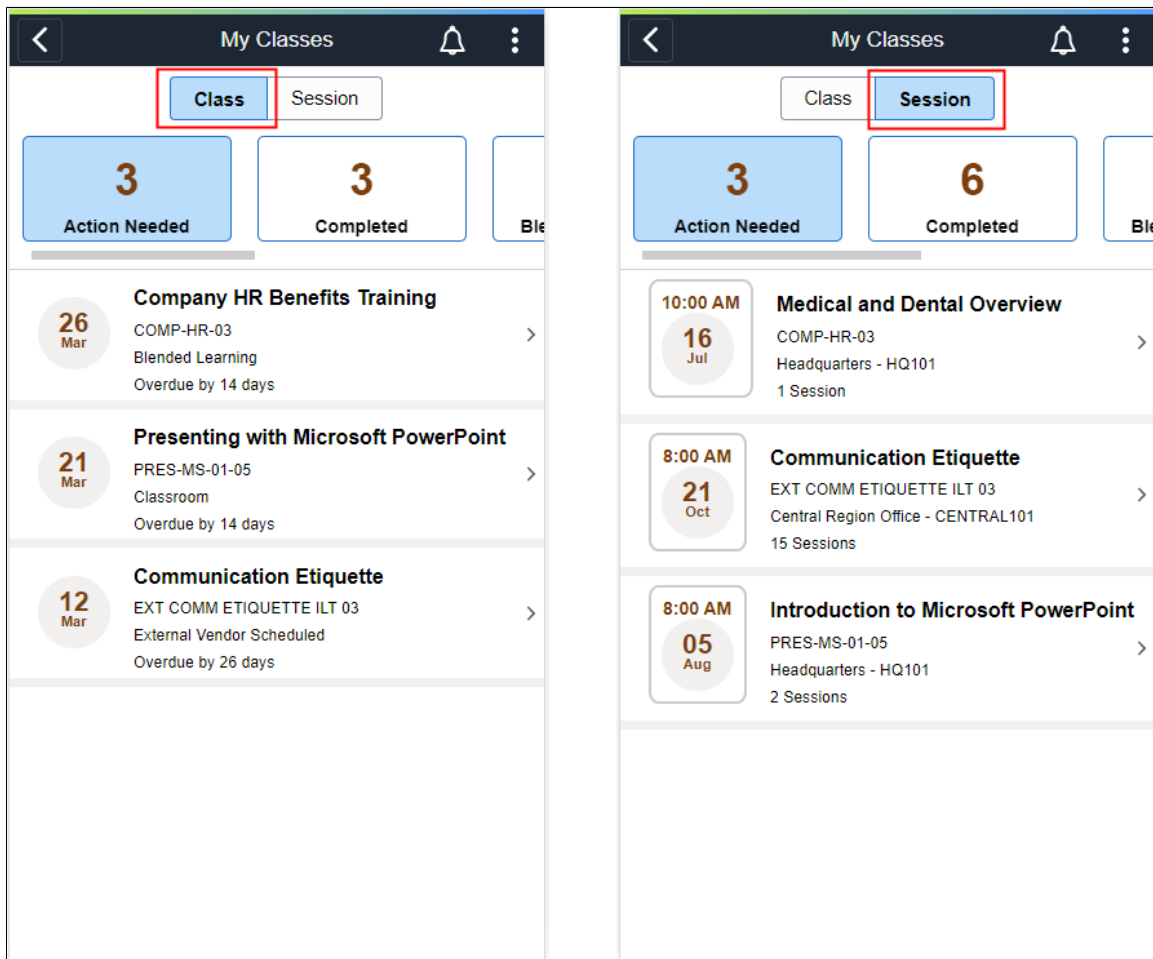 My Classes
Class
Session
3
Action Needed
3
Completed
Ble
26
Mar
Company HR Benefits Training
COMP-HR-03
Blended Learning
Overdue by 14 days
21
Mar
Presenting with Microsoft PowerPoint
PRES-MS-01-05
Classroom
Overdue by 14 days
12
Mar
Communication Etiquette
EXT COMM ETIQUETTE ILT 03
External Vendor Scheduled
Overdue by 26 days
My Classes
Class
Session
3
Action Needed
6
Completed
Ble
10:00 AM
16
Jul
Medical and Dental Overview
COMP-HR-03
Headquarters - HQ101
1 Session
8:00 AM
21
Oct
Communication Etiquette
EXT COMM ETIQUETTE ILT 03
Central Region Office - CENTRAL101
15 Sessions
8:00 AM
05
Aug
Introduction to Microsoft PowerPoint
PRES-MS-01-05
Headquarters - HQ101
2 Sessions